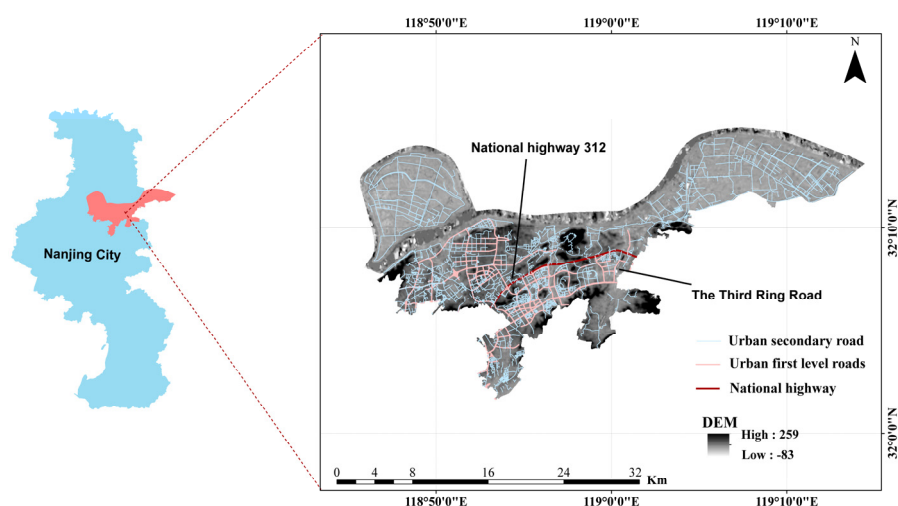 118°50'0"E 119°0'0"E 119°10'0"E
N
National highway 312
Nanjing City
32°10'0"N
The Third Ring Road
Urban secondary road
Urban first level roads
National highway
DEM
High : 259
Low : -83
32°0'0"N
0 4 8 16 24 32
Km
118°50'0"E 119°0'0"E 119°10'0"E